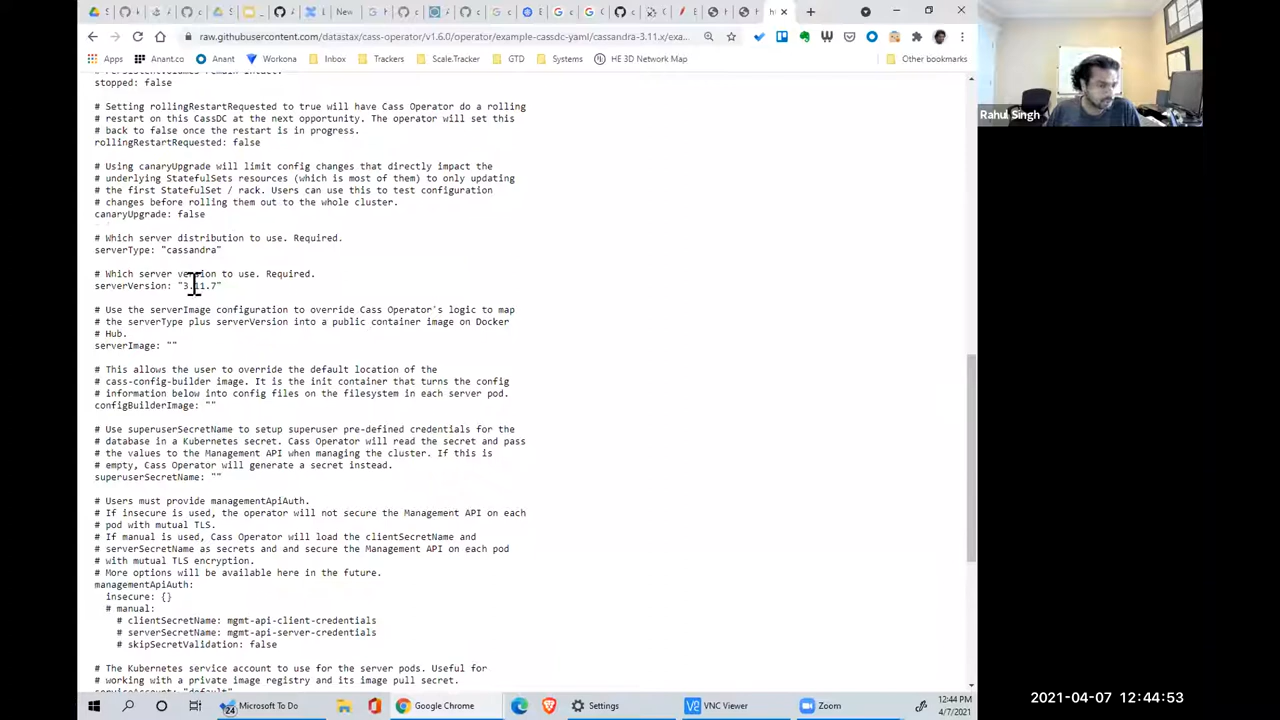 New
raw.githubusercontent.com/datastax/cass-operator/v1.6.0/operator/example-cassdc-yaml/cassandra-3.11.x/exa...
Apps
Anant.co
Anant
Workona
Inbox
Trackers
Scale.Tracker
GTD
Systems
HE 3D Network Map
Other bookmarks
stopped: false
# Setting rollingRestartRequested to true will have Cass Operator do a rolling
# restart on this CassDC at the next opportunity. The operator will set this
# back to false once the restart is in progress.
rollingRestartRequested: false
# Using canaryUpgrade will limit config changes that directly impact the
# underlying StatefulSets resources (which is most of them) to only updating
# the first StatefulSet / rack. Users can use this to test configuration
# changes before rolling them out to the whole cluster.
canaryUpgrade: false
# Which server distribution to use. Required.
serverType: "cassandra"
# Which server version to use. Required.
serverVersion: "3.11.7"
# Use the serverImage configuration to override Cass Operator's logic to map
# the serverType plus serverVersion into a public container image on Docker
# Hub.
serverImage: ""
# This allows the user to override the default location of the
# cass-config-builder image. It is the init container that turns the config
# information below into config files on the filesystem in each server pod.
configBuilderImage: ""
# Use superuserSecretName to setup superuser pre-defined credentials for the
# database in a Kubernetes secret. Cass Operator will read the secret and pass
# the values to the Management API when managing the cluster. If this is
# empty, Cass Operator will generate a secret instead.
superuserSecretName: ""
# Users must provide managementApiAuth.
# If insecure is used, the operator will not secure the Management API on each
# pod with mutual TLS.
# If manual is used, Cass Operator will load the clientSecretName and
# serverSecretName as secrets and and secure the Management API on each pod
# with mutual TLS encryption.
# More options will be available here in the future.
managementApiAuth:
insecure: {}
# manual:
# clientSecretName: mgmt-api-client-credentials
# serverSecretName: mgmt-api-server-credentials
# skipSecretValidation: false
# The Kubernetes service account to use for the server pods. Useful for
# working with a private image registry and its image pull secret.
serviceAccount: "default"
Rahul Singh
24
Microsoft To Do
Google Chrome
Settings
VNC Viewer
Zoom
12:44 PM
4/7/2021
2021-04-07 12:44:53